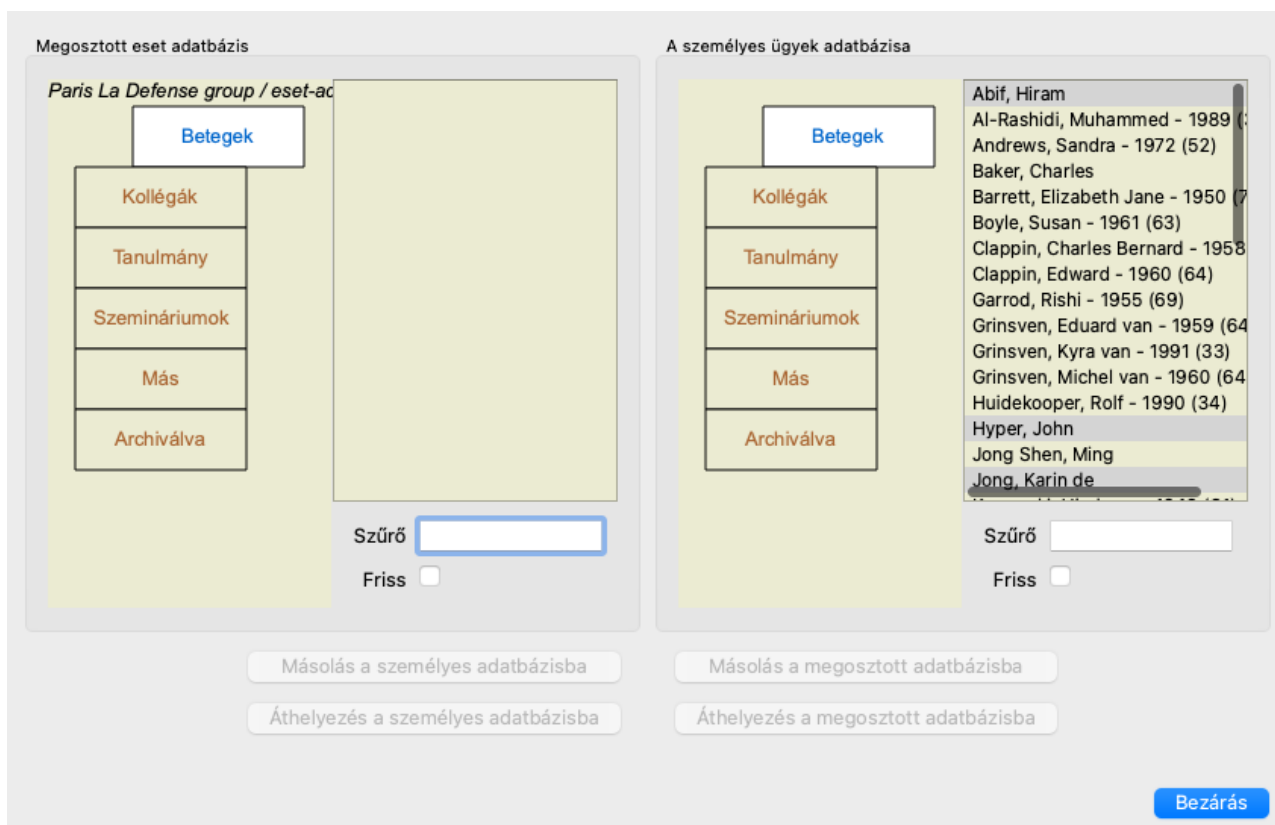 Megosztott eset adatbázis
Paris La Defense group / eset-ad
Betegek
Kollégák
Tanulmány
Szemináriumok
Más
Archiválva
Szűrő
Friss
A személyes ügyek adatbázisa
Betegek
Kollégák
Tanulmány
Szemináriumok
Más
Archiválva
Abif, Hiram
Al-Rashidi, Muhammed - 1989 (
Andrews, Sandra - 1972 (52)
Baker, Charles
Barrett, Elizabeth Jane - 1950 (7
Boyle, Susan - 1961 (63)
Clappin, Charles Bernard - 1958
Clappin, Edward - 1960 (64)
Garrod, Rishi - 1955 (69)
Grinsven, Eduard van - 1959 (64
Grinsven, Kyra van - 1991 (33)
Grinsven, Michel van - 1960 (64
Huidekooper, Rolf - 1990 (34)
Hyper, John
Jong Shen, Ming
Jong, Karin de
Szűrő
Friss
Másolás a személyes adatbázisba
Másolás a megosztott adatbázisba
Áthelyezés a személyes adatbázisba
Áthelyezés a megosztott adatbázisba
Bezárás